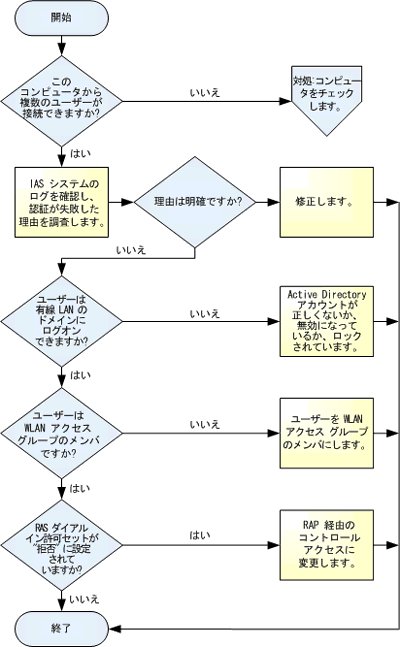 開始
この
コンピュータから
複数のユーザーが
接続できますか?
いいえ
対処:コンピュー
タをチェック
します。
はい
IAS システムの
ログを確認し、
認証が失敗した
理由を調査します。
理由は明確ですか?
修正します。
いいえ
ユーザーは
有線 LAN の
ドメインに
ログオン
できますか?
いいえ
Active Directory
アカウントが
正しくないか、
無効になって
いるか、ロック
されています。
はい
ユーザーは
WLAN アクセス
グループのメンバ
ですか?
いいえ
ユーザーを WLAN
アクセス グループ
のメンバにします。
はい
RAS ダイアル
イン許可セットが
"拒否" に設定
されて
いますか?
はい
RAP 経由の
コントロール
アクセスに
変更します。
いいえ
終了